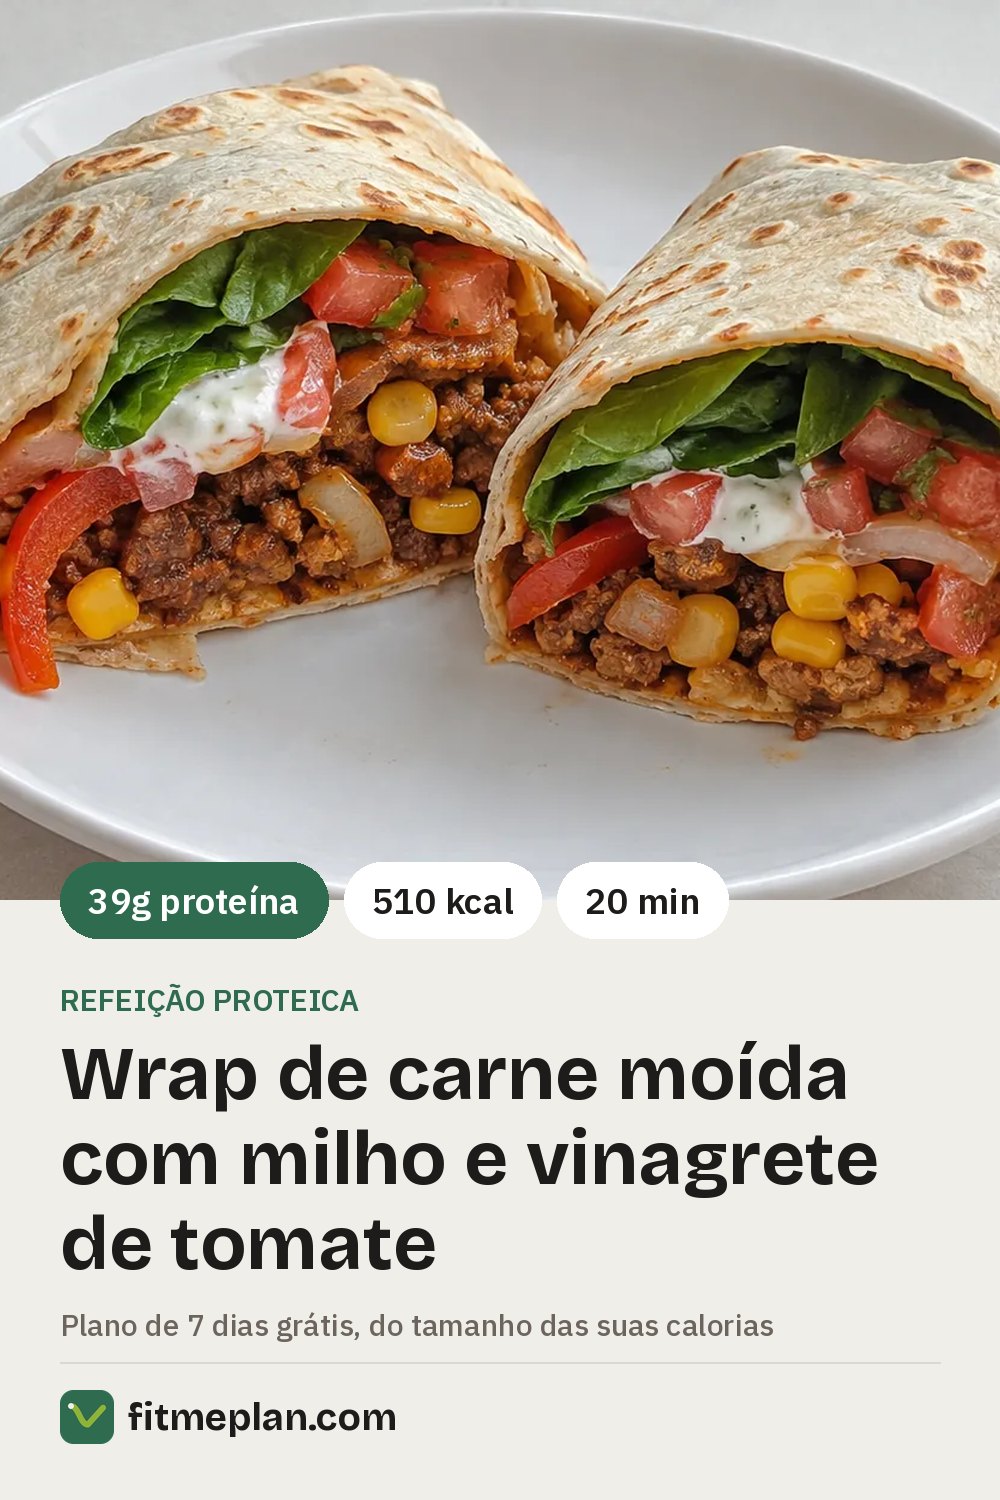 39g proteína
510 kcal
20 min
REFEIÇÃO PROTEICA
Wrap de carne moída
com milho e vinagrete
de tomate
Plano de 7 dias grátis, do tamanho das suas calorias
fitmeplan.com